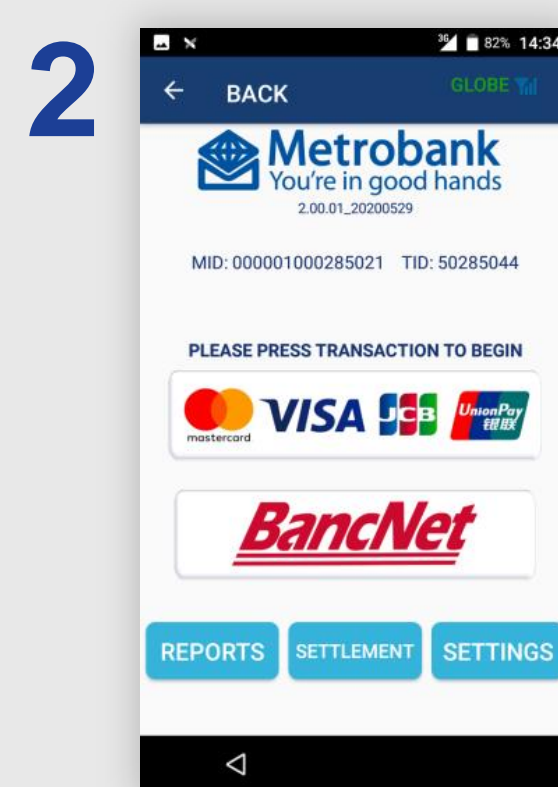 2
3G 82% 14:34
BACK GLOBE
Metrobank
You're in good hands
2.00.01_20200529
MID: 000001000285021 TID: 50285044
PLEASE PRESS TRANSACTION TO BEGIN
mastercard VISA JCB UnionPay
银联
BancNet
REPORTS SETTLEMENT SETTINGS